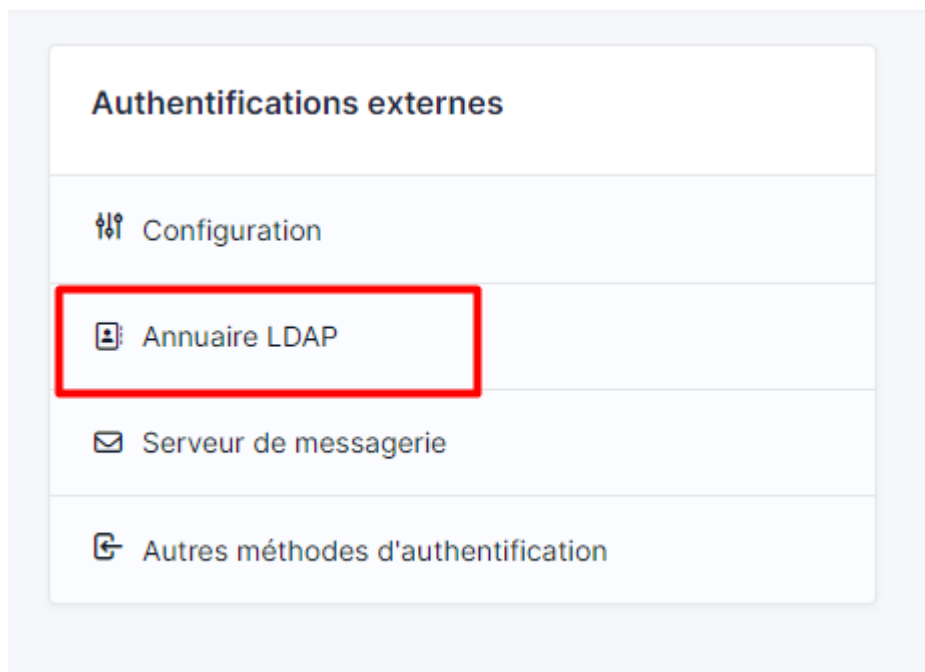 Authentifications externes
Configuration
Annuaire LDAP
Serveur de messagerie
Autres méthodes d'authentification